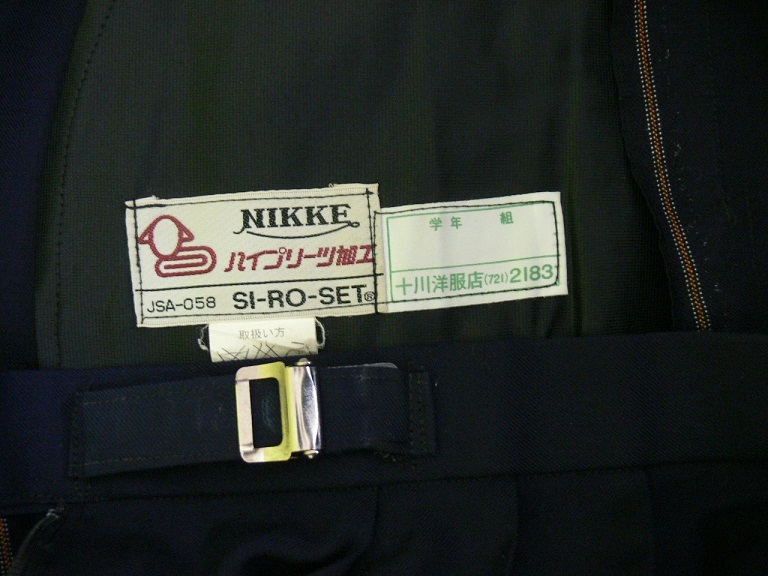 NIKKE
ハイプリーツ加工
JSA-058 SI-RO-SET®
学年 組
十川洋服店(721)2183
取扱い方